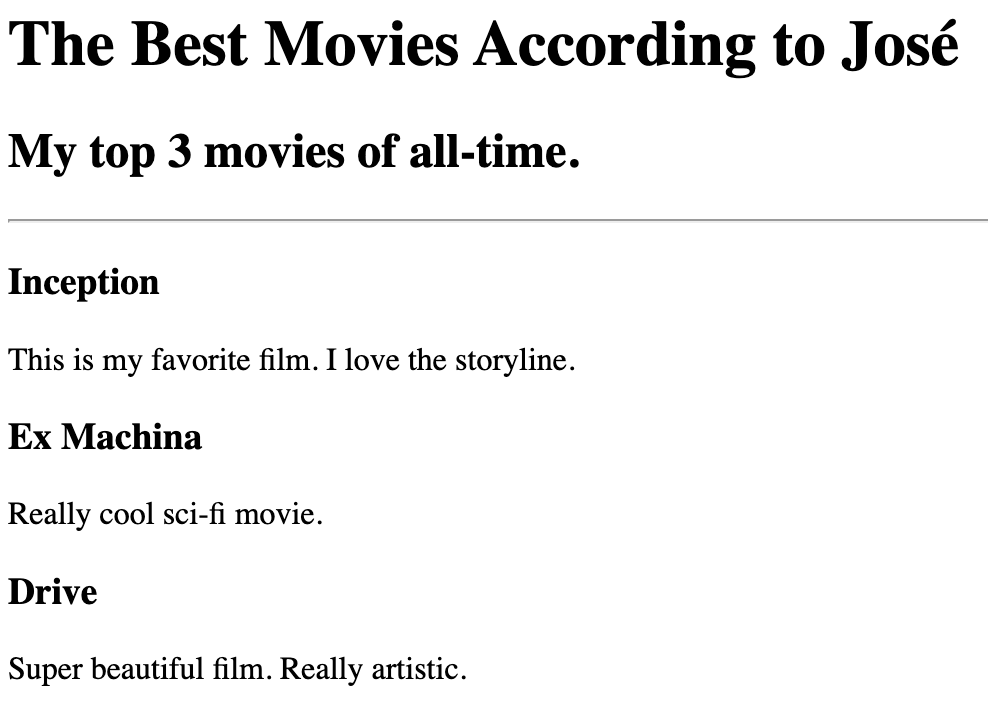 The Best Movies According to José
My top 3 movies of all-time.
Inception
This is my favorite film. I love the storyline.
Ex Machina
Really cool sci-fi movie.
Drive
Super beautiful film. Really artistic.